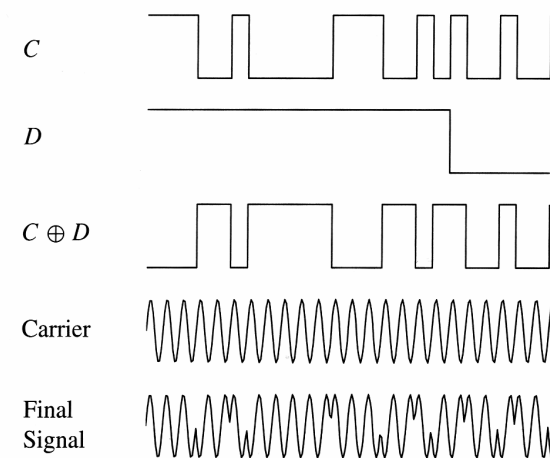 C
D
C ⊕ D
Carrier
Final
Signal